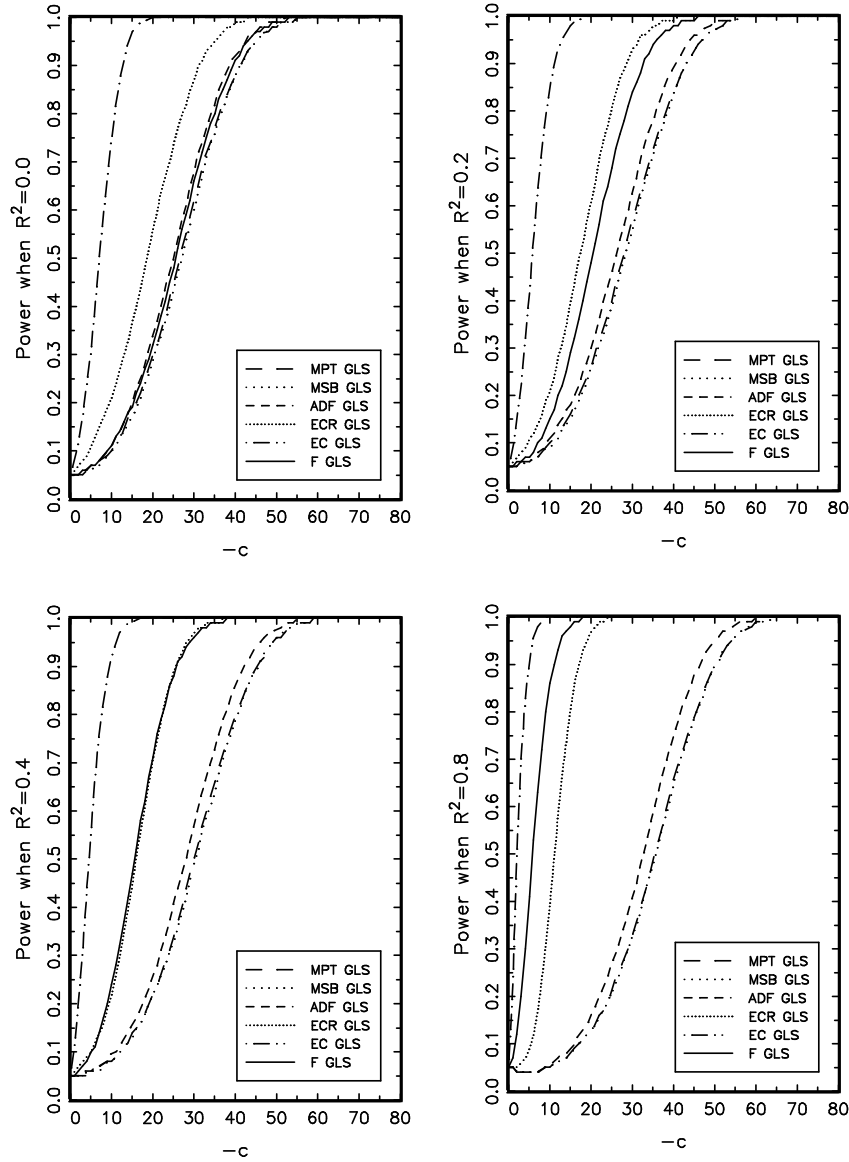 Power when R²=0.0
1.0
0.9
0.8
0.7
0.6
0.5
0.4
0.3
0.2
0.1
0.0
MPT GLS
MSB GLS
ADF GLS
ECR GLS
EC GLS
F GLS
0 10 20 30 40 50 60 70 80
−c
Power when R²=0.2
1.0
0.9
0.8
0.7
0.6
0.5
0.4
0.3
0.2
0.1
0.0
MPT GLS
MSB GLS
ADF GLS
ECR GLS
EC GLS
F GLS
0 10 20 30 40 50 60 70 80
−c
Power when R²=0.4
1.0
0.9
0.8
0.7
0.6
0.5
0.4
0.3
0.2
0.1
0.0
MPT GLS
MSB GLS
ADF GLS
ECR GLS
EC GLS
F GLS
0 10 20 30 40 50 60 70 80
−c
Power when R²=0.8
1.0
0.9
0.8
0.7
0.6
0.5
0.4
0.3
0.2
0.1
0.0
MPT GLS
MSB GLS
ADF GLS
ECR GLS
EC GLS
F GLS
0 10 20 30 40 50 60 70 80
−c